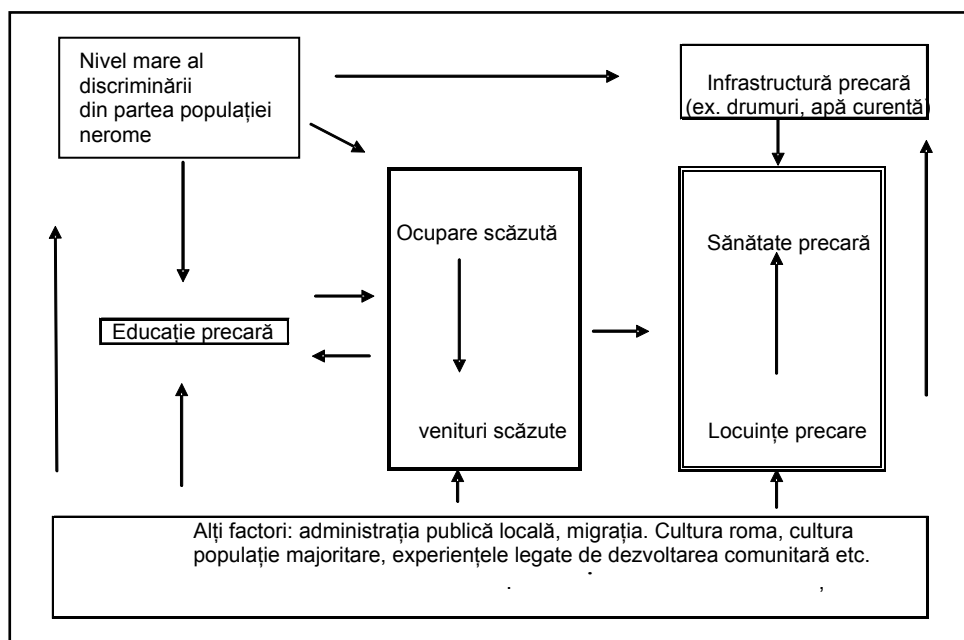 Nivel mare al
discriminării
din partea populației
nerome
Infrastructură precară
(ex. drumuri, apă curentă)
Ocupare scăzută
Sănătate precară
Educație precară
venituri scăzute
Locuințe precare
Alți factori: administrația publică locală, migrația. Cultura roma, cultura
populație majoritare, experiențele legate de dezvoltarea comunitară etc.